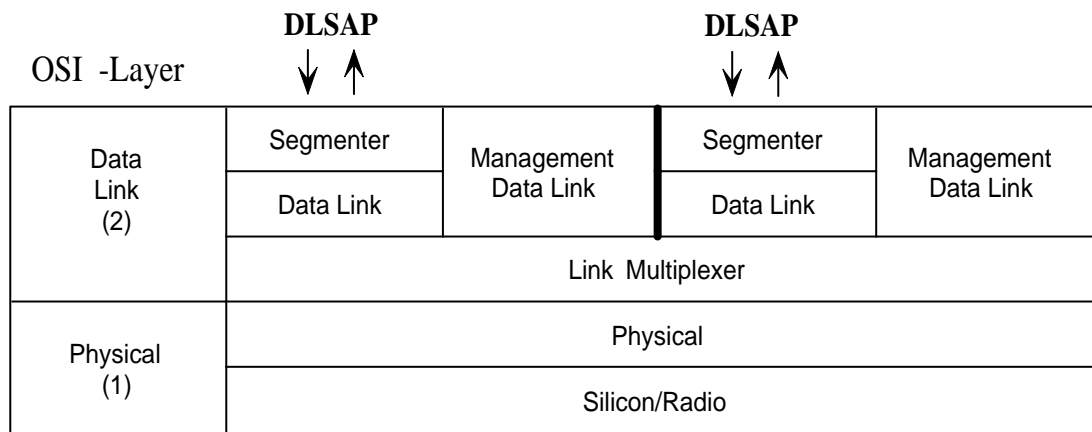 DLSAP DLSAP
OSI -Layer
Data
Link
(2)
Segmenter
Data Link
Management
Data Link
Segmenter
Data Link
Management
Data Link
Link Multiplexer
Physical
(1)
Physical
Silicon/Radio